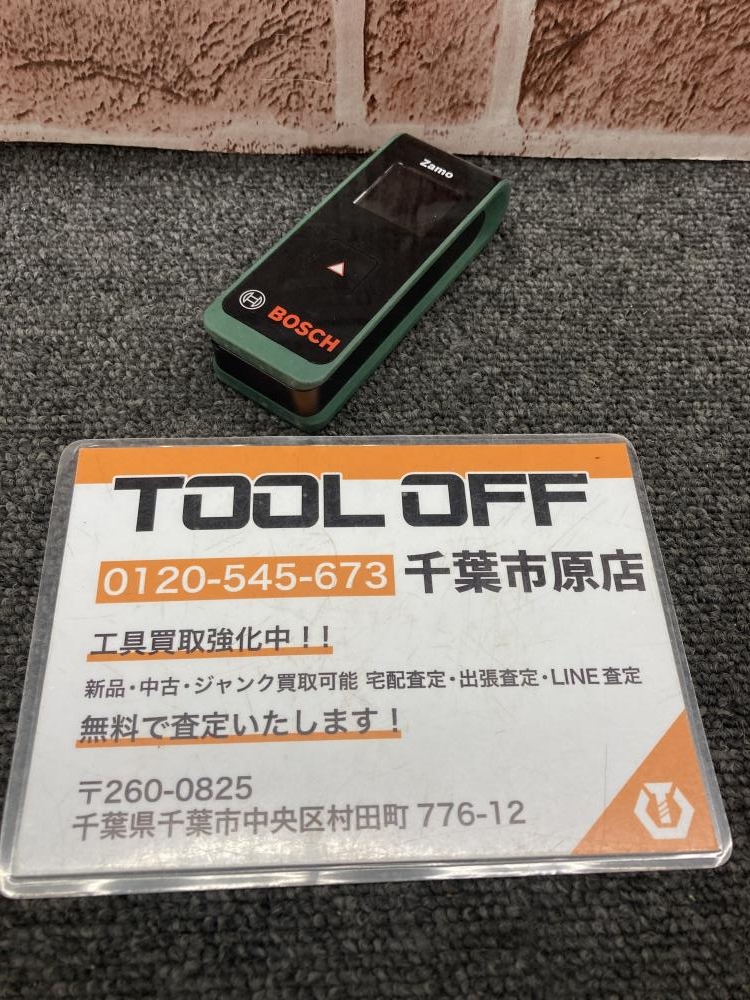 Zamo
BOSCH
TOOL OFF
0120-545-673 千葉市原店
工具買取強化中！！
新品・中古・ジャンク買取可能 宅配査定・出張査定・LINE査定
無料で査定いたします！
〒260-0825
千葉県千葉市中央区村田町 776-12